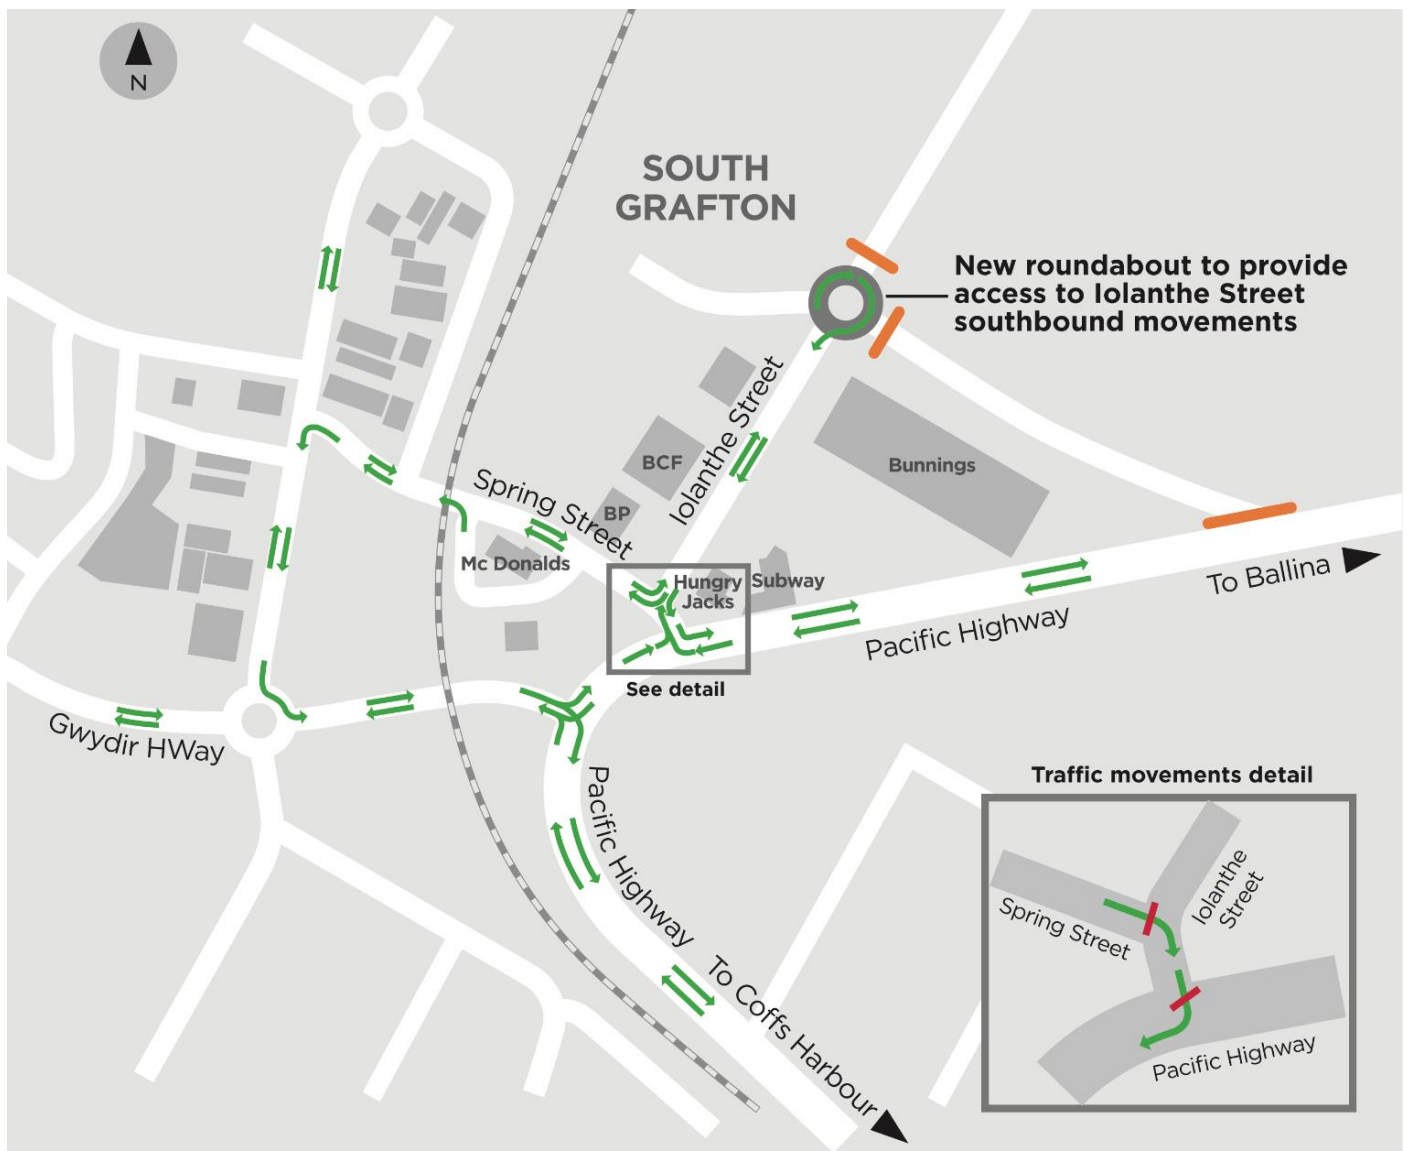 N
SOUTH
GRAFTON
New roundabout to provide
access to Iolanthe Street
southbound movements
Iolanthe Street
BCF
Bunnings
Spring Street
BP
Mc Donalds
Hungry
Jacks
Subway
To Ballina
Pacific Highway
See detail
Gwydir HWay
Pacific Highway
To Coffs Harbour
Traffic movements detail
Iolanthe
Street
Spring Street
Pacific Highway